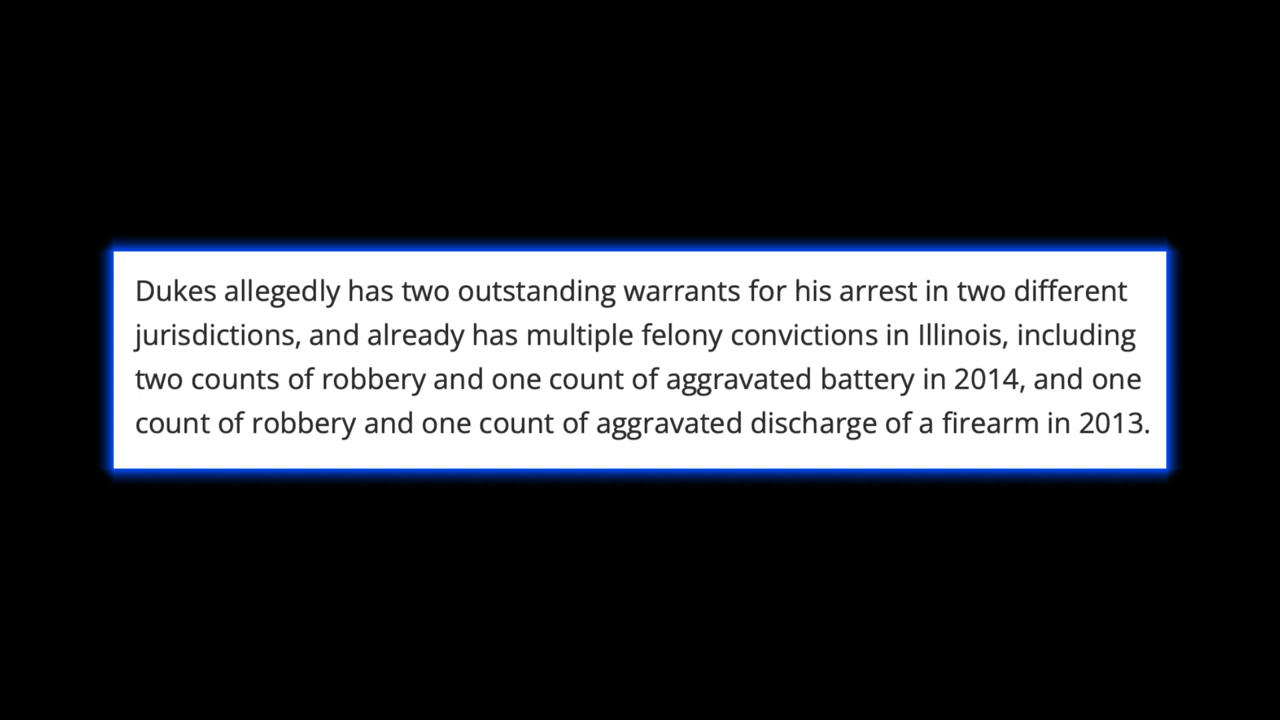 Dukes allegedly has two outstanding warrants for his arrest in two different
jurisdictions, and already has multiple felony convictions in Illinois, including
two counts of robbery and one count of aggravated battery in 2014, and one
count of robbery and one count of aggravated discharge of a firearm in 2013.